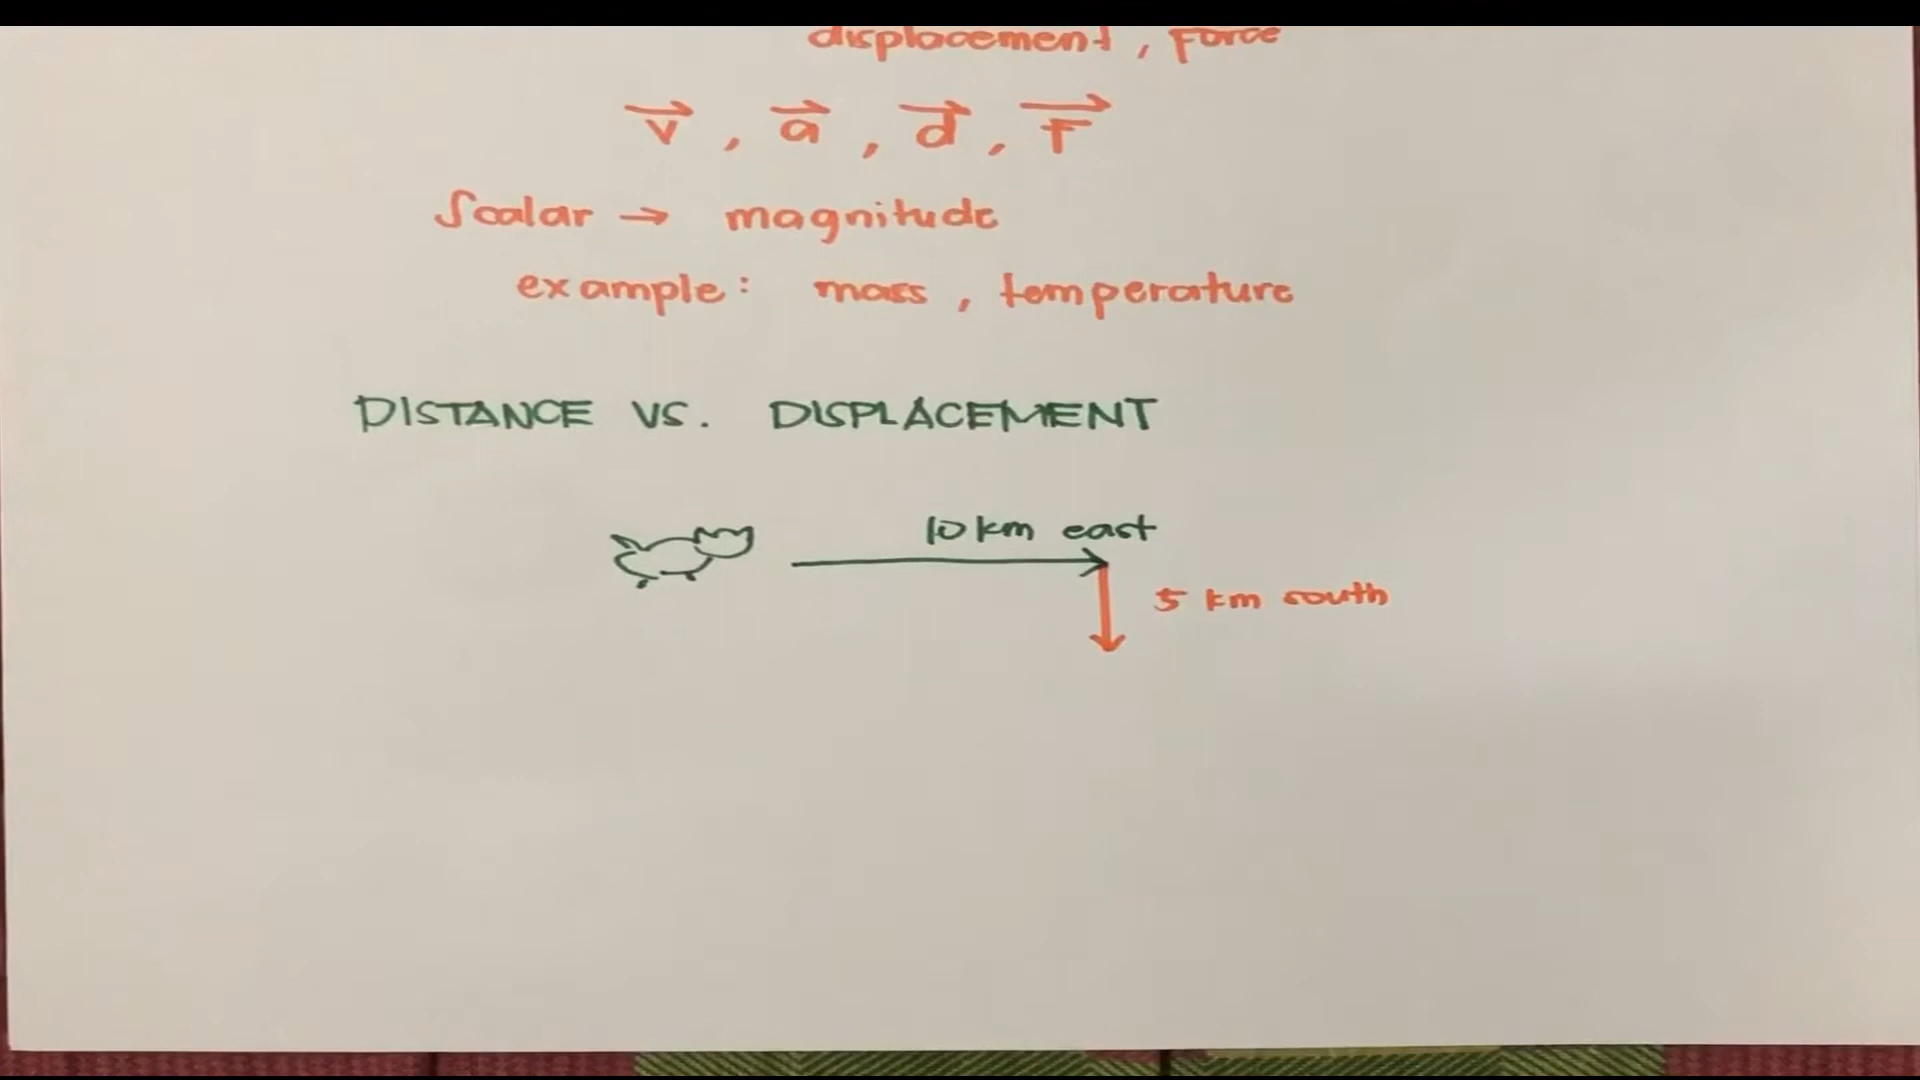 displacement, Force
v, a, d, F
Scalar → magnitude
example: mass, temperature
DISTANCE VS. DISPLACEMENT
10 km east
5 km south